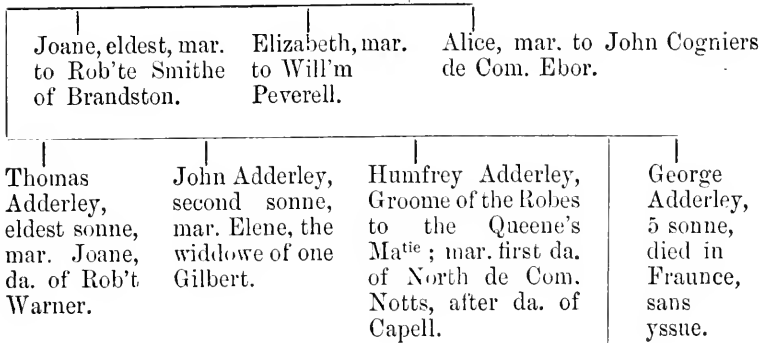 Joane, eldest, mar.
to Rob'te Smithe
of Brandston.
Elizabeth, mar.
to Will'm
Peverell.
Alice, mar. to John Cogniers
de Com. Ebor.
Thomas
Adderley,
eldest sonne,
mar. Joane,
da. of Rob't
Warner.
John Adderley,
second sonne,
mar. Elene, the
widdowe of one
Gilbert.
Humfrey Adderley,
Groome of the Robes
to the Queene's
Ma^tie ; mar. first da.
of North de Com.
Notts, after da. of
Capell.
George
Adderley,
5 sonne,
died in
Fraunce,
sans
yssue.